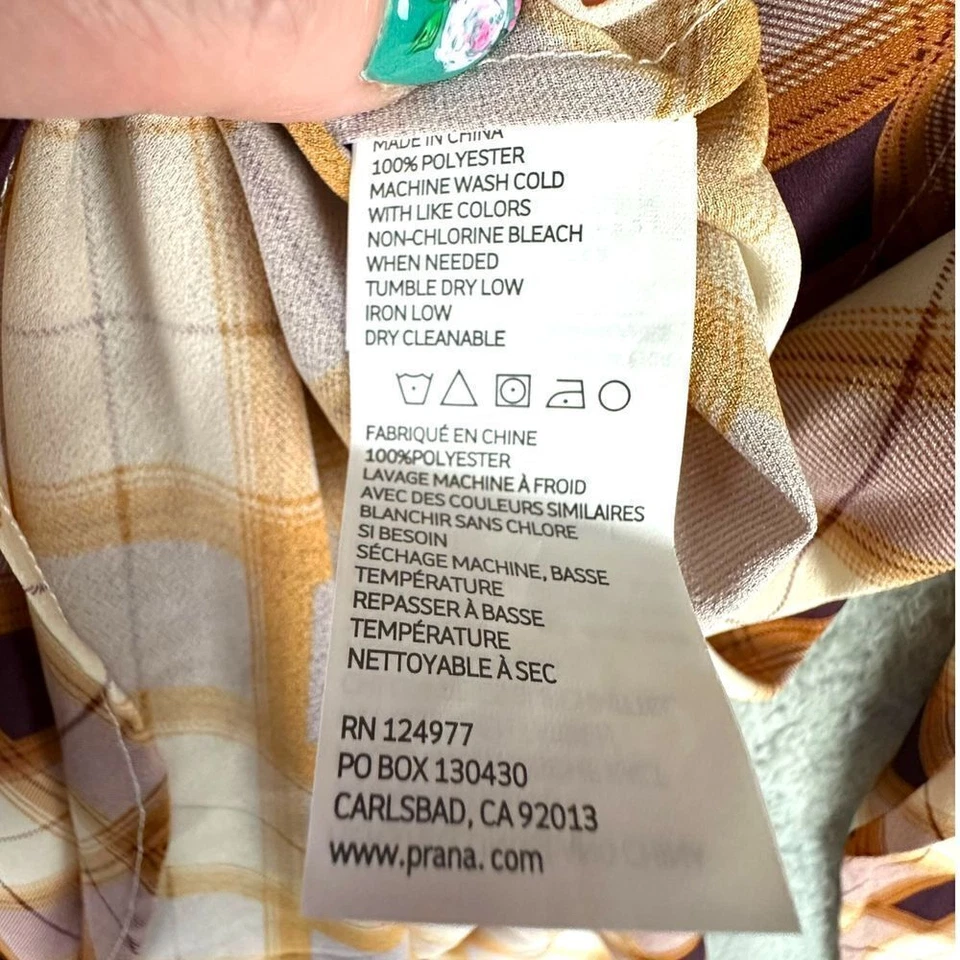 MADE IN CHINA
100% POLYESTER
MACHINE WASH COLD
WITH LIKE COLORS
NON-CHLORINE BLEACH
WHEN NEEDED
TUMBLE DRY LOW
IRON LOW
DRY CLEANABLE
FABRIQUÉ EN CHINE
100%POLYESTER
LAVAGE MACHINE À FROID
AVEC DES COULEURS SIMILAIRES
BLANCHIR SANS CHLORE
SI BESOIN
SÉCHAGE MACHINE, BASSE
TEMPÉRATURE
REPASSER À BASSE
TEMPÉRATURE
NETTOYABLE À SEC
RN 124977
PO BOX 130430
CARLSBAD, CA 92013
www.prana. com